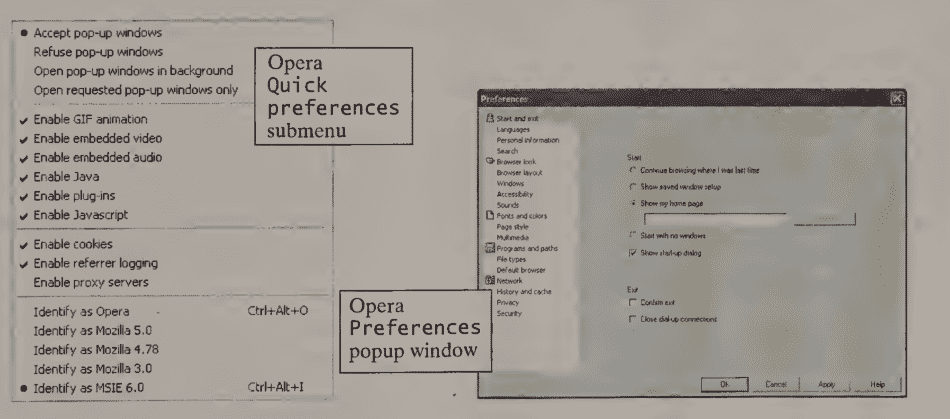 Accept pop-up windows
Refuse pop-up windows
Open pop-up windows in background
Open requested pop-up windows only
Enable GIF animation
Enable embedded video
Enable embedded audio
Enable Java
Enable plug-ins
Enable Javascript
Enable cookies
Enable referrer logging
Enable proxy servers
Identify as Opera Ctrl+Alt+O
Identify as Mozilla 5.0
Identify as Mozilla 4.78
Identify as Mozilla 3.0
Identify as MSIE 6.0 Ctrl+Alt+I
Opera
Quick
preferences
submenu
Opera
Preferences
popup window
Preferences
Start and exit
Languages
Personal information
Search
Browser look
Browser layout
Windows
Accessibility
Sounds
Fonts and colors
Page style
Multimedia
Programs and paths
File types
Default browser
Network
History and cache
Privacy
Security
Start
Continue browsing where I was last time
Show saved window setup
Show my home page
Start with no windows
Show start-up dialog
Exit
Confirm exit
Close dial-up connections
OK Cancel Apply Help